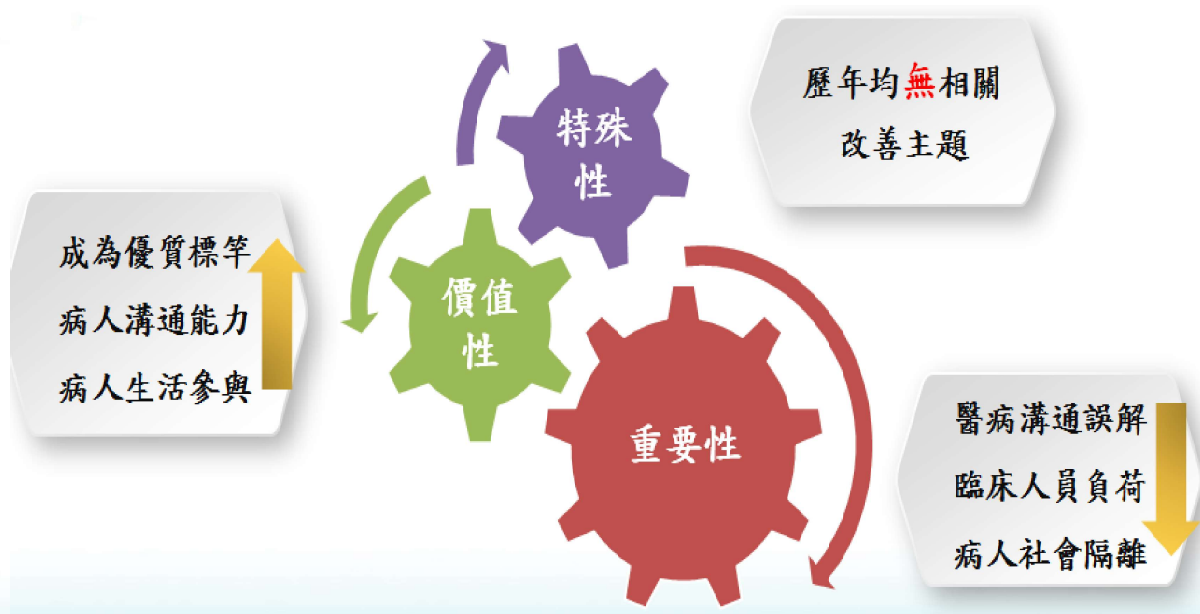 特殊
性
歷年均無相關
改善主題
價值
性
成為優質標竿
病人溝通能力
病人生活參與
重要性
醫病溝通誤解
臨床人員負荷
病人社會隔離